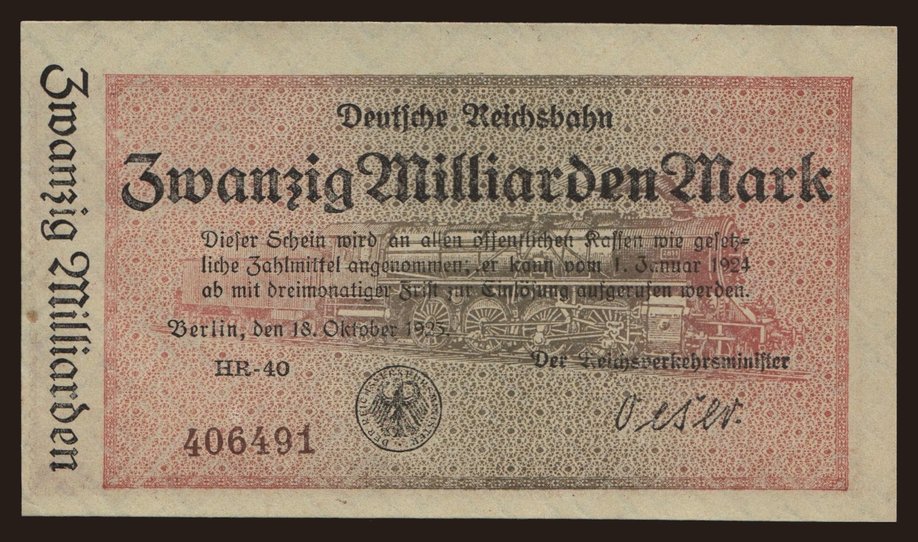 Zwanzig Milliarden
Deutsche Reichsbahn
Zwanzig Milliarden Mark
Dieser Schein wird an allen öffentlichen Kassen wie gesetz=
liche Zahlmittel angenommen; er kann vom 1. Januar 1924
ab mit dreimonatiger Frist zur Einlösung aufgerufen werden.
Berlin, den 18. Oktober 1923.
Der Reichsverkehrsminister
HR-40
Oeser.
406491